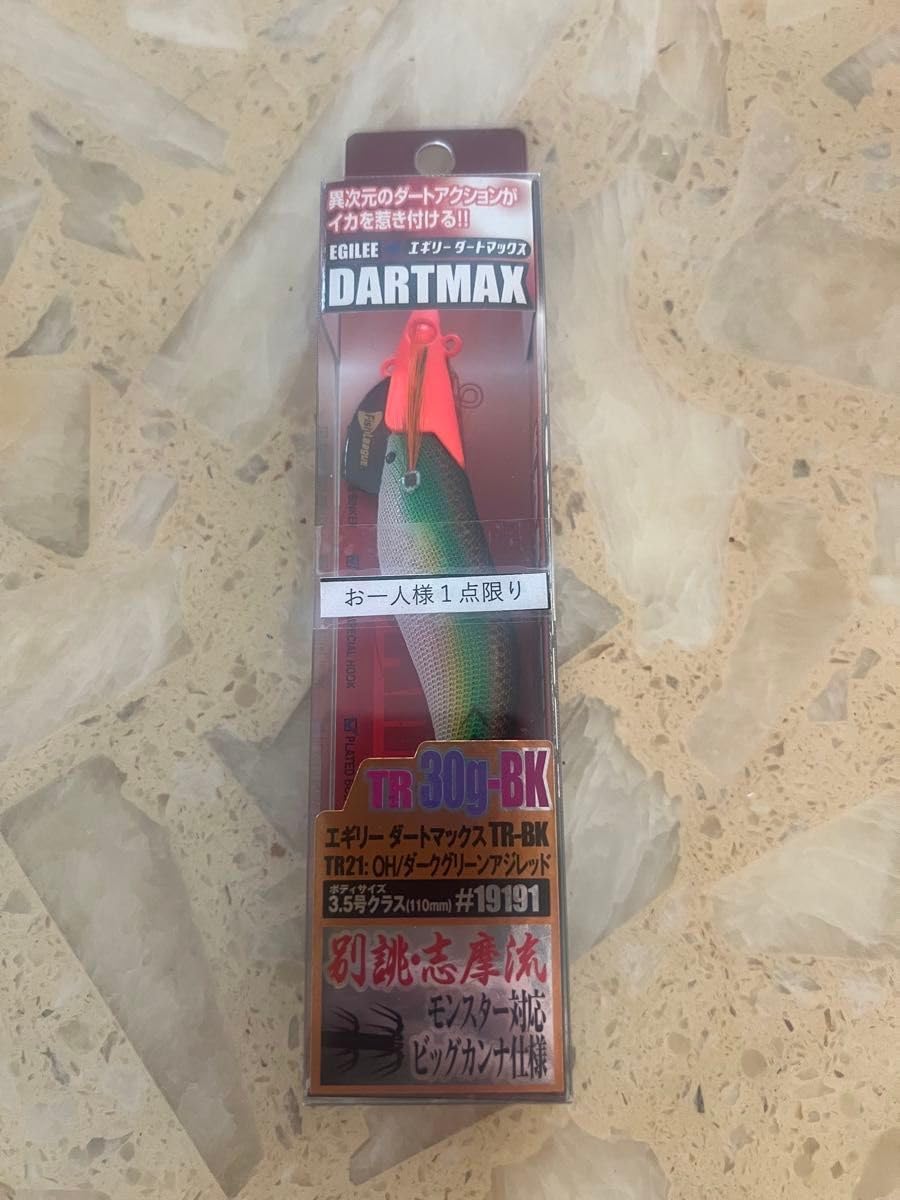 異次元のダートアクションが
イカを惹き付ける!!
EGILEE エギリーダートマックス
DARTMAX
FishLeague
お一人様１点限り
PLATED B
TR 30g-BK
エギリー ダートマックス TR-BK
TR21: OH/ダークグリーンアジレッド
ボディサイズ
3.5号クラス(110mm) #19191
別誂・志摩流
モンスター対応
ビッグカンナ仕様